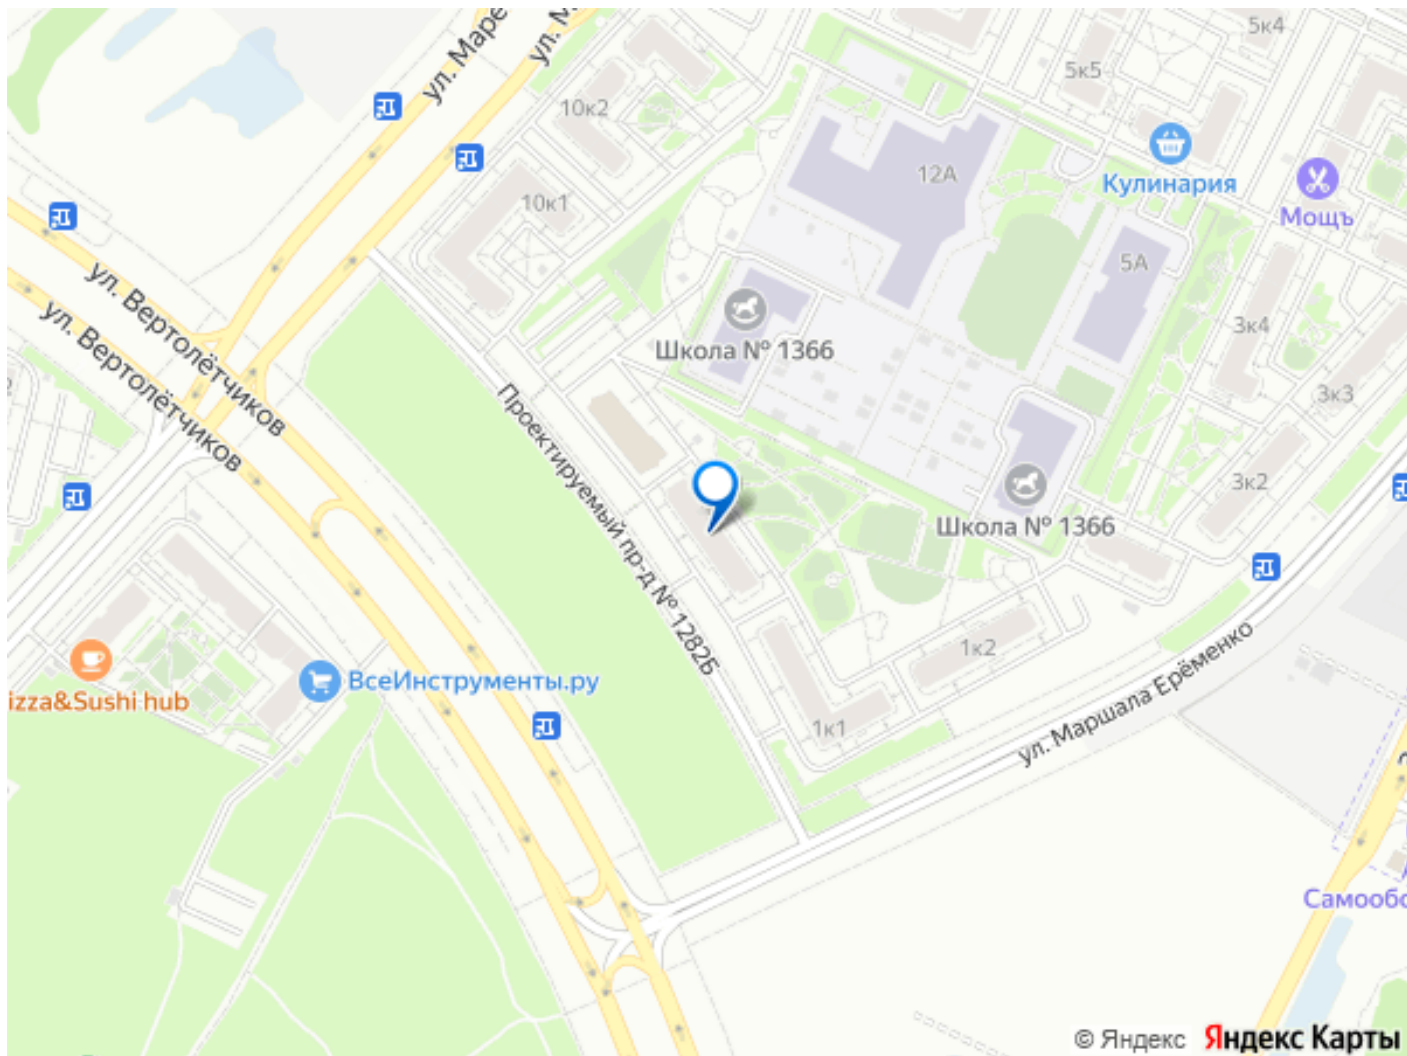 5к4
ул. Маре
ул. М
5к5
10к2
12А
Кулинария
10к1
Мощъ
5А
ул. Вертолётчиков
3к4
ул. Вертолётчиков
Школа № 1366
3к3
Проектируемый пр-д № 1282Б
3к2
Школа № 1366
1к2
ул. Маршала Ерёменко
ВсеИнструменты.ру
izza&Sushi hub
1к1
Самообс
© Яндекс Яндекс Карты